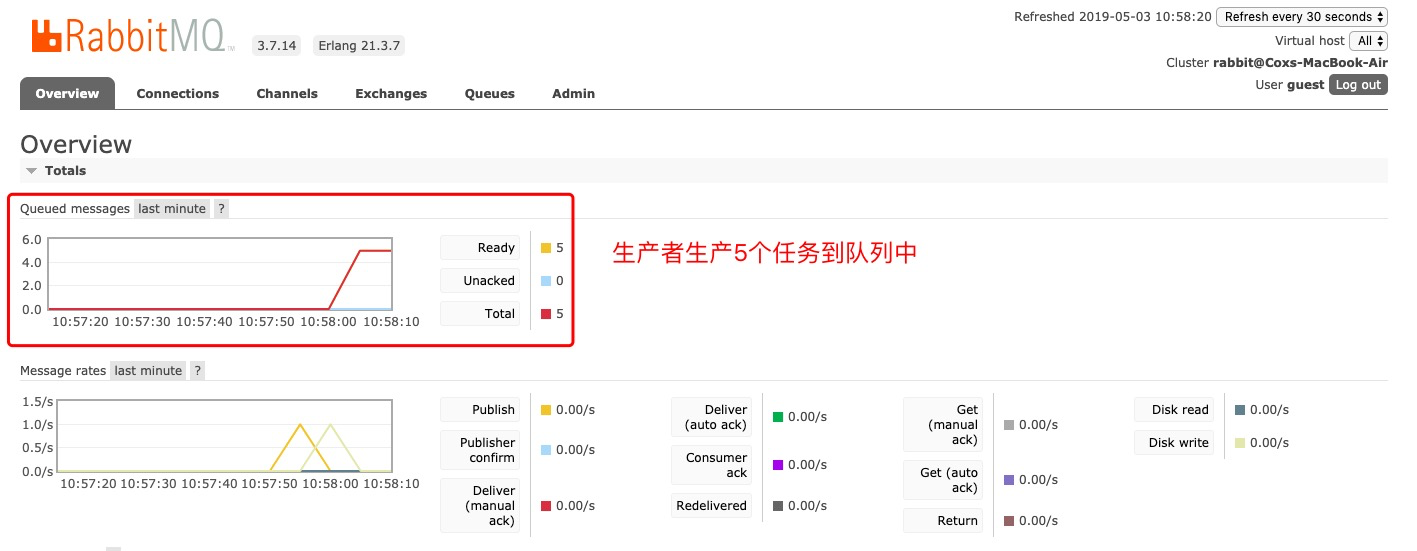 Refreshed 2019-05-03 10:58:20 Refresh every 30 seconds
RabbitMQ TM 3.7.14 Erlang 21.3.7
Virtual host All
Cluster rabbit@Coxs-MacBook-Air
User guest Log out
Overview Connections Channels Exchanges Queues Admin
Overview
Totals
Queued messages last minute ?
6.0
4.0
2.0
0.0
10:57:20 10:57:30 10:57:40 10:57:50 10:58:00 10:58:10
Ready 5
Unacked 0
Total 5
生产者生产5个任务到队列中
Message rates last minute ?
1.5/s
1.0/s
0.5/s
0.0/s
10:57:20 10:57:30 10:57:40 10:57:50 10:58:00 10:58:10
Publish 0.00/s
Publisher
confirm 0.00/s
Deliver
(manual
ack) 0.00/s
Deliver
(auto ack) 0.00/s
Consumer
ack 0.00/s
Redelivered 0.00/s
Get
(manual
ack) 0.00/s
Get (auto
ack) 0.00/s
Return 0.00/s
Disk read 0.00/s
Disk write 0.00/s